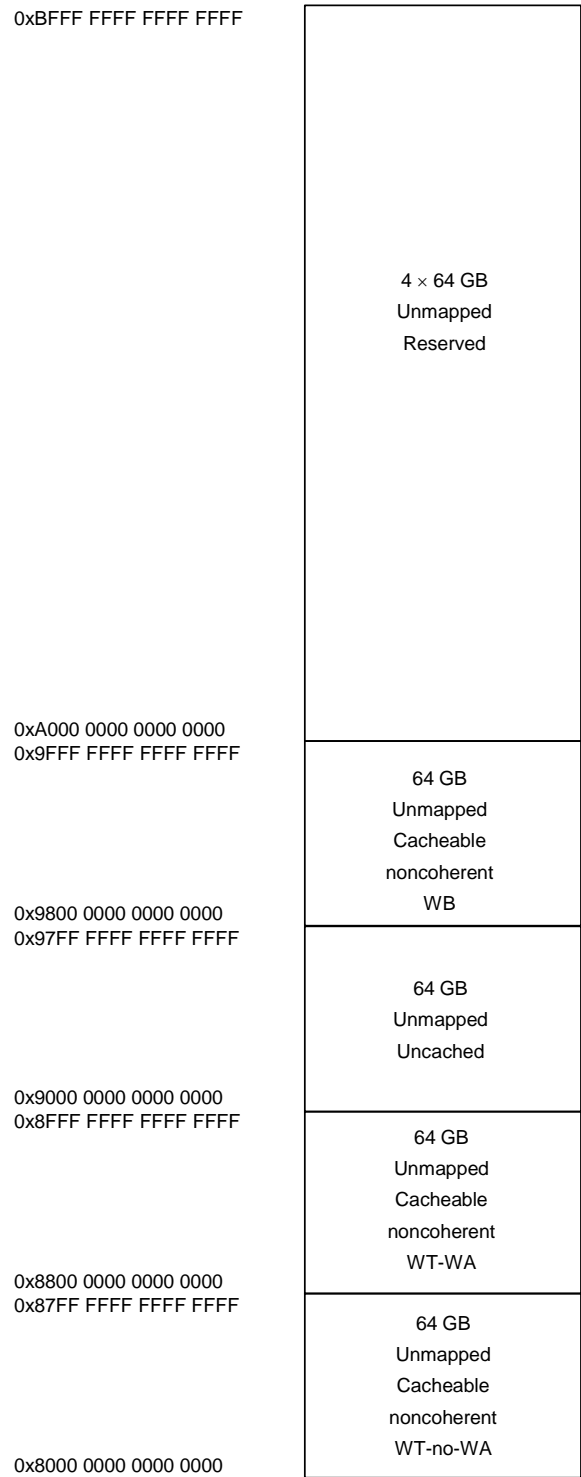 0xBFFF FFFF FFFF FFFF
4 × 64 GB
Unmapped
Reserved
0xA000 0000 0000 0000
0x9FFF FFFF FFFF FFFF
64 GB
Unmapped
Cacheable
noncoherent
WB
0x9800 0000 0000 0000
0x97FF FFFF FFFF FFFF
64 GB
Unmapped
Uncached
0x9000 0000 0000 0000
0x8FFF FFFF FFFF FFFF
64 GB
Unmapped
Cacheable
noncoherent
WT-WA
0x8800 0000 0000 0000
0x87FF FFFF FFFF FFFF
64 GB
Unmapped
Cacheable
noncoherent
WT-no-WA
0x8000 0000 0000 0000